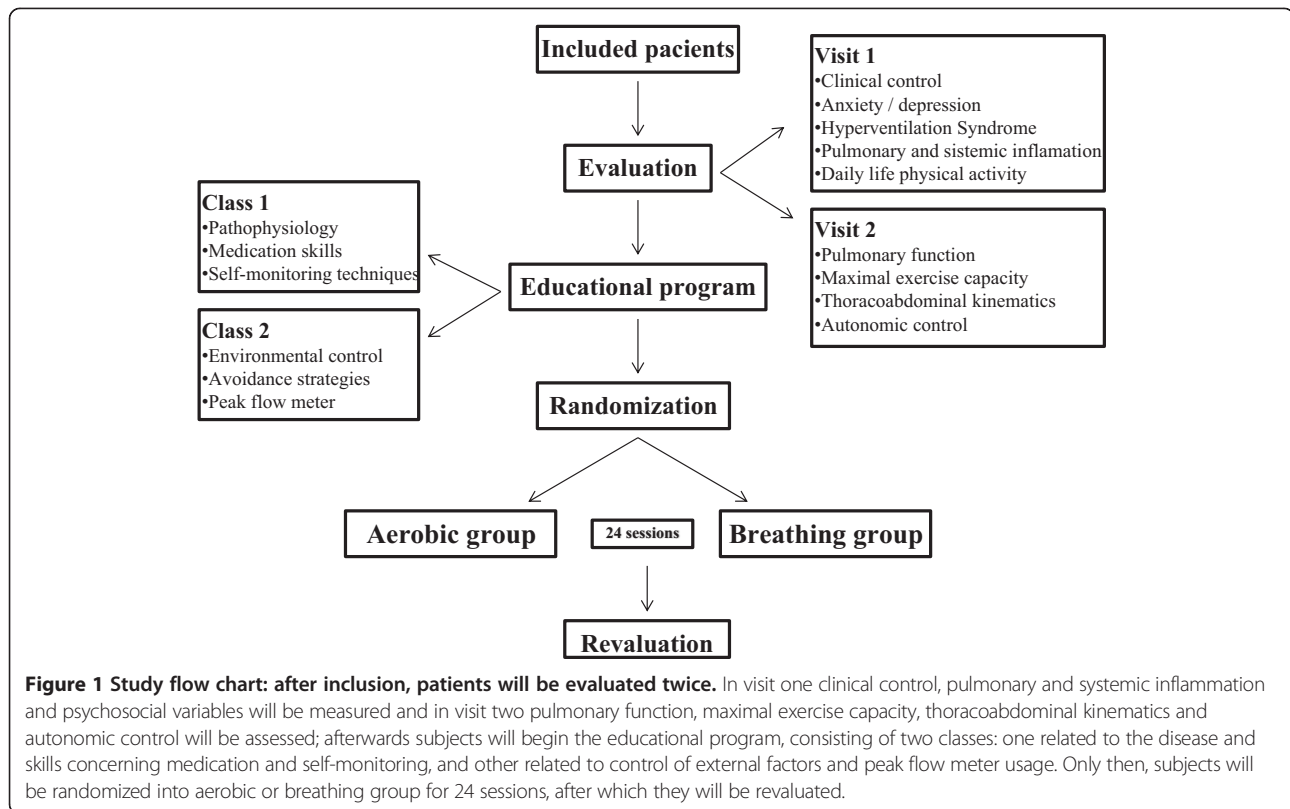 Included pacients
Visit 1
•Clinical control
•Anxiety / depression
•Hyperventilation Syndrome
•Pulmonary and sistemic inflamation
•Daily life physical activity
Evaluation
Class 1
•Pathophysiology
•Medication skills
•Self-monitoring techniques
Visit 2
•Pulmonary function
•Maximal exercise capacity
•Thoracoabdominal kinematics
•Autonomic control
Educational program
Class 2
•Environmental control
•Avoidance strategies
•Peak flow meter
Randomization
Aerobic group
24 sessions
Breathing group
Revaluation
Figure 1 Study flow chart: after inclusion, patients will be evaluated twice. In visit one clinical control, pulmonary and systemic inflammation
and psychosocial variables will be measured and in visit two pulmonary function, maximal exercise capacity, thoracoabdominal kinematics and
autonomic control will be assessed; afterwards subjects will begin the educational program, consisting of two classes: one related to the disease and
skills concerning medication and self-monitoring, and other related to control of external factors and peak flow meter usage. Only then, subjects will
be randomized into aerobic or breathing group for 24 sessions, after which they will be revaluated.